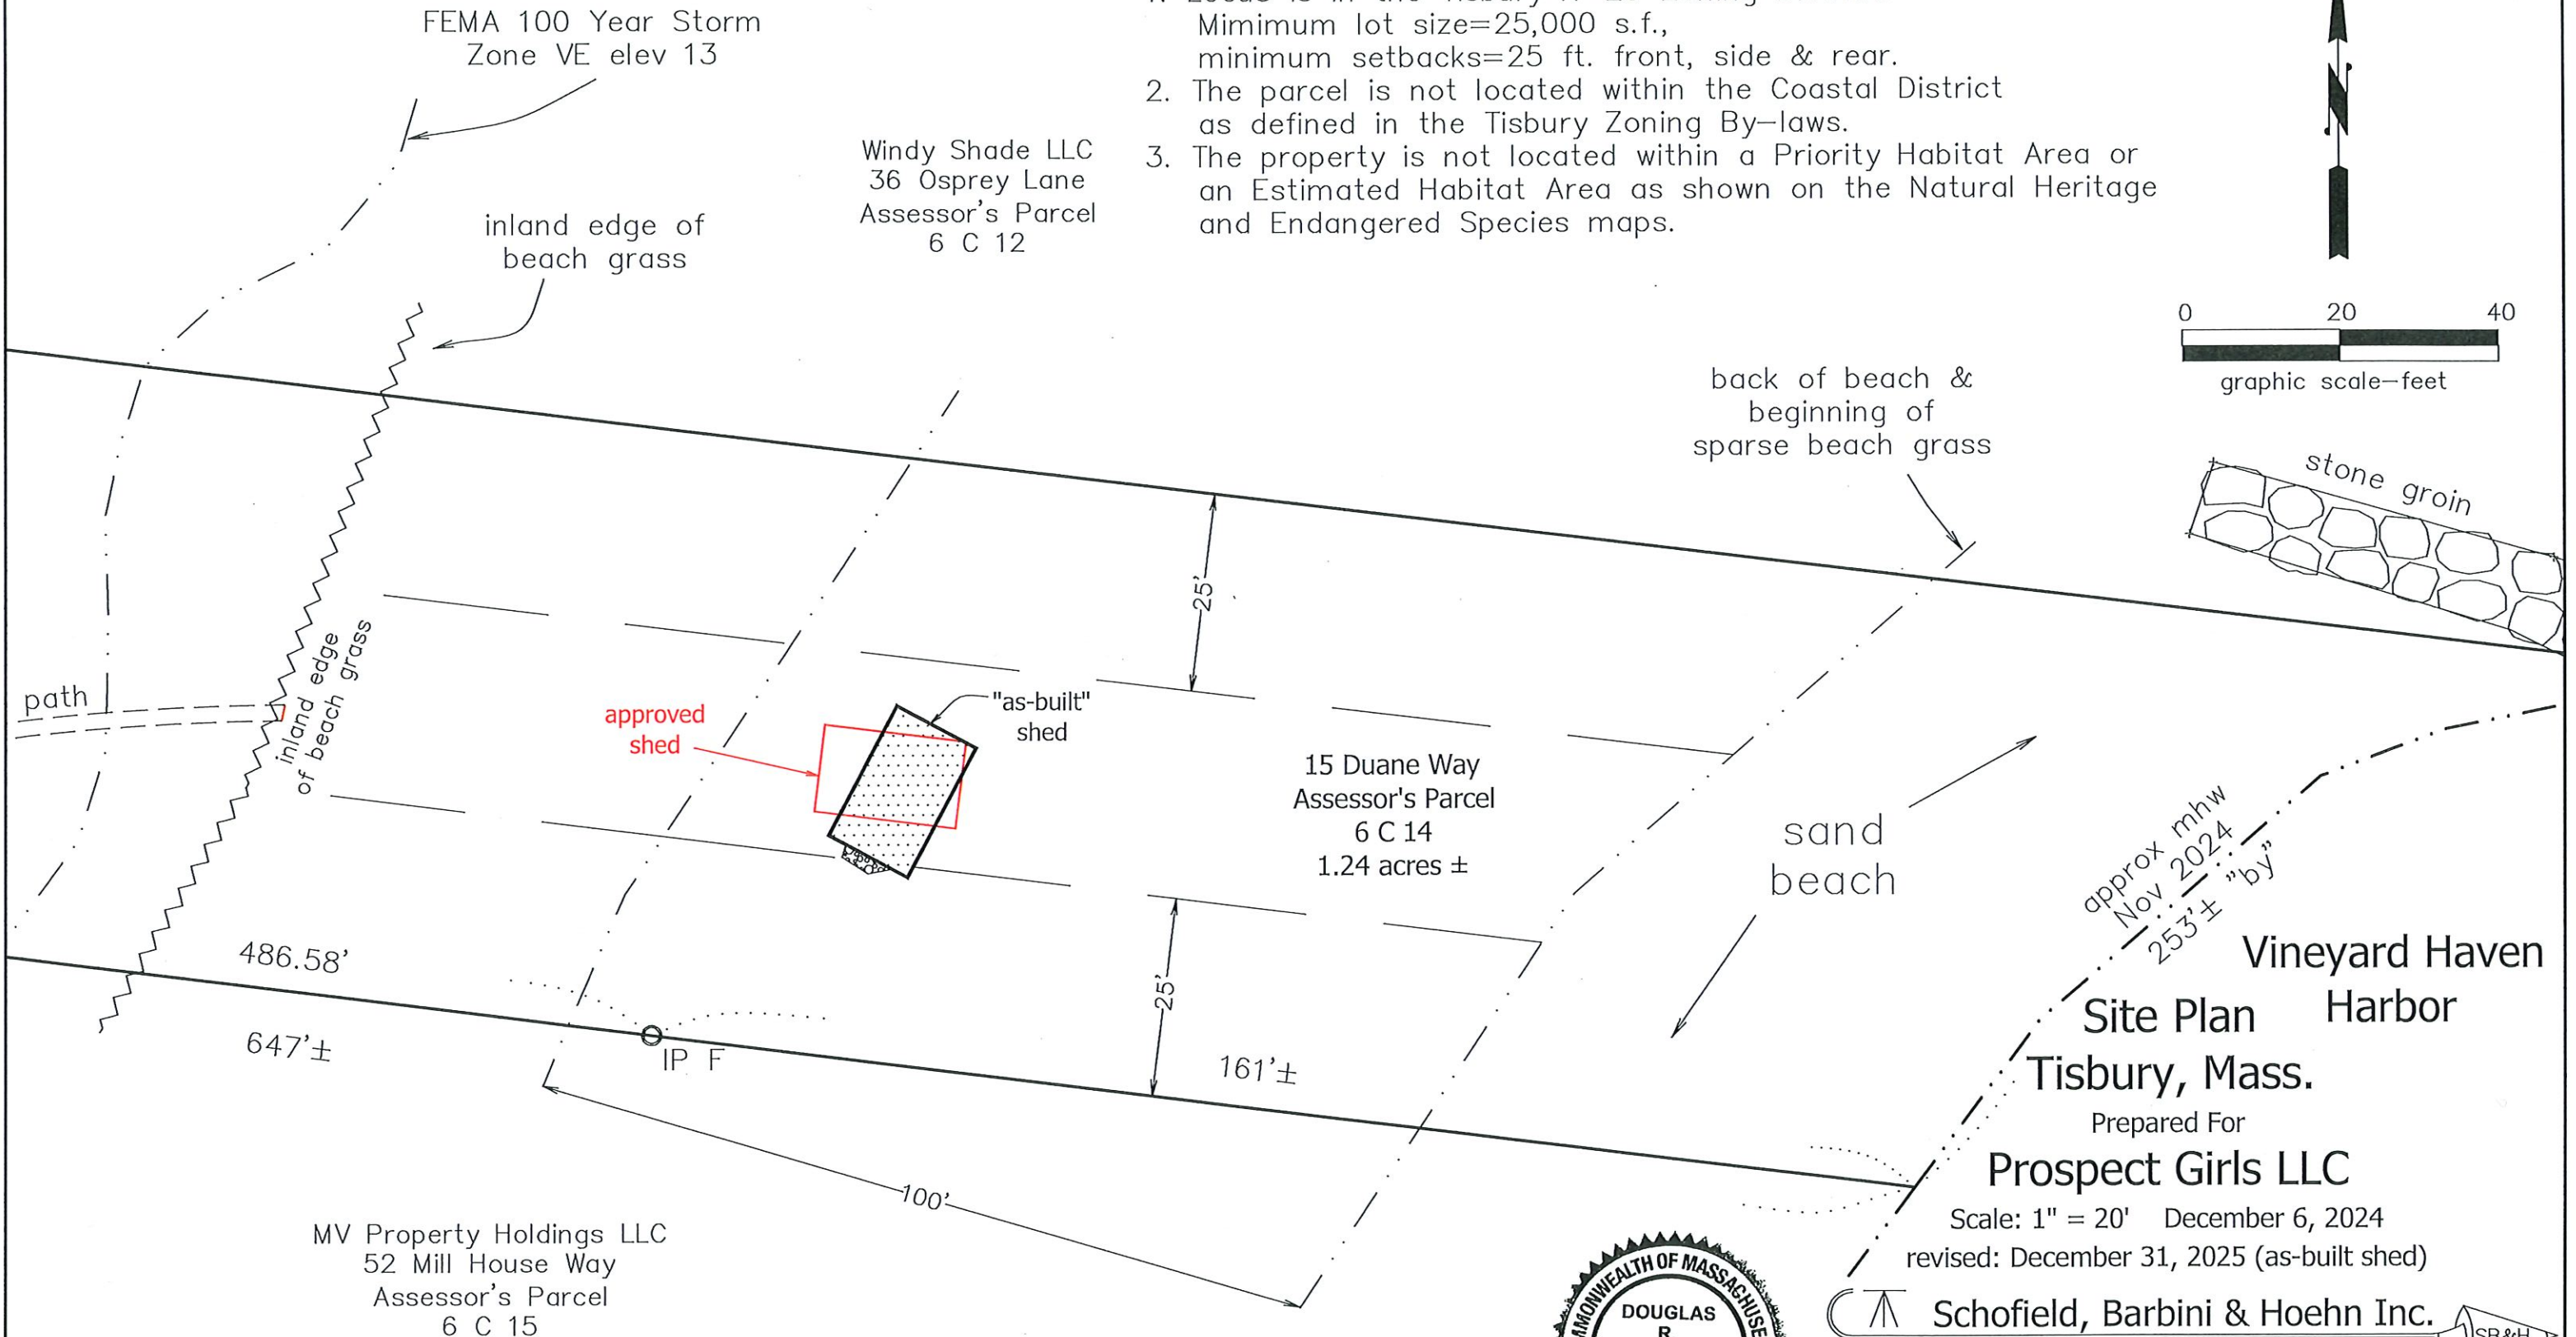 FEMA 100 Year Storm
Zone VE elev 13
Mimimum lot size=25,000 s.f.,
minimum setbacks=25 ft. front, side & rear.
2. The parcel is not located within the Coastal District
as defined in the Tisbury Zoning By-laws.
3. The property is not located within a Priority Habitat Area or
an Estimated Habitat Area as shown on the Natural Heritage
and Endangered Species maps.
N
Windy Shade LLC
36 Osprey Lane
Assessor's Parcel
6 C 12
inland edge of
beach grass
0 20 40
graphic scale-feet
back of beach &
beginning of
sparse beach grass
stone groin
25'
path
inland edge
of beach grass
approved
shed
"as-built"
shed
15 Duane Way
Assessor's Parcel
6 C 14
1.24 acres ±
sand
beach
approx mhw
Nov 2024
253'± "by"
Vineyard Haven
Harbor
486.58'
647'±
IP F
25'
161'±
100'
MV Property Holdings LLC
52 Mill House Way
Assessor's Parcel
6 C 15
Site Plan
Tisbury, Mass.
Prepared For
Prospect Girls LLC
Scale: 1" = 20' December 6, 2024
revised: December 31, 2025 (as-built shed)
Schofield, Barbini & Hoehn Inc.
SB&H
MONWEALTH OF MASSACHUSE
DOUGLAS
R